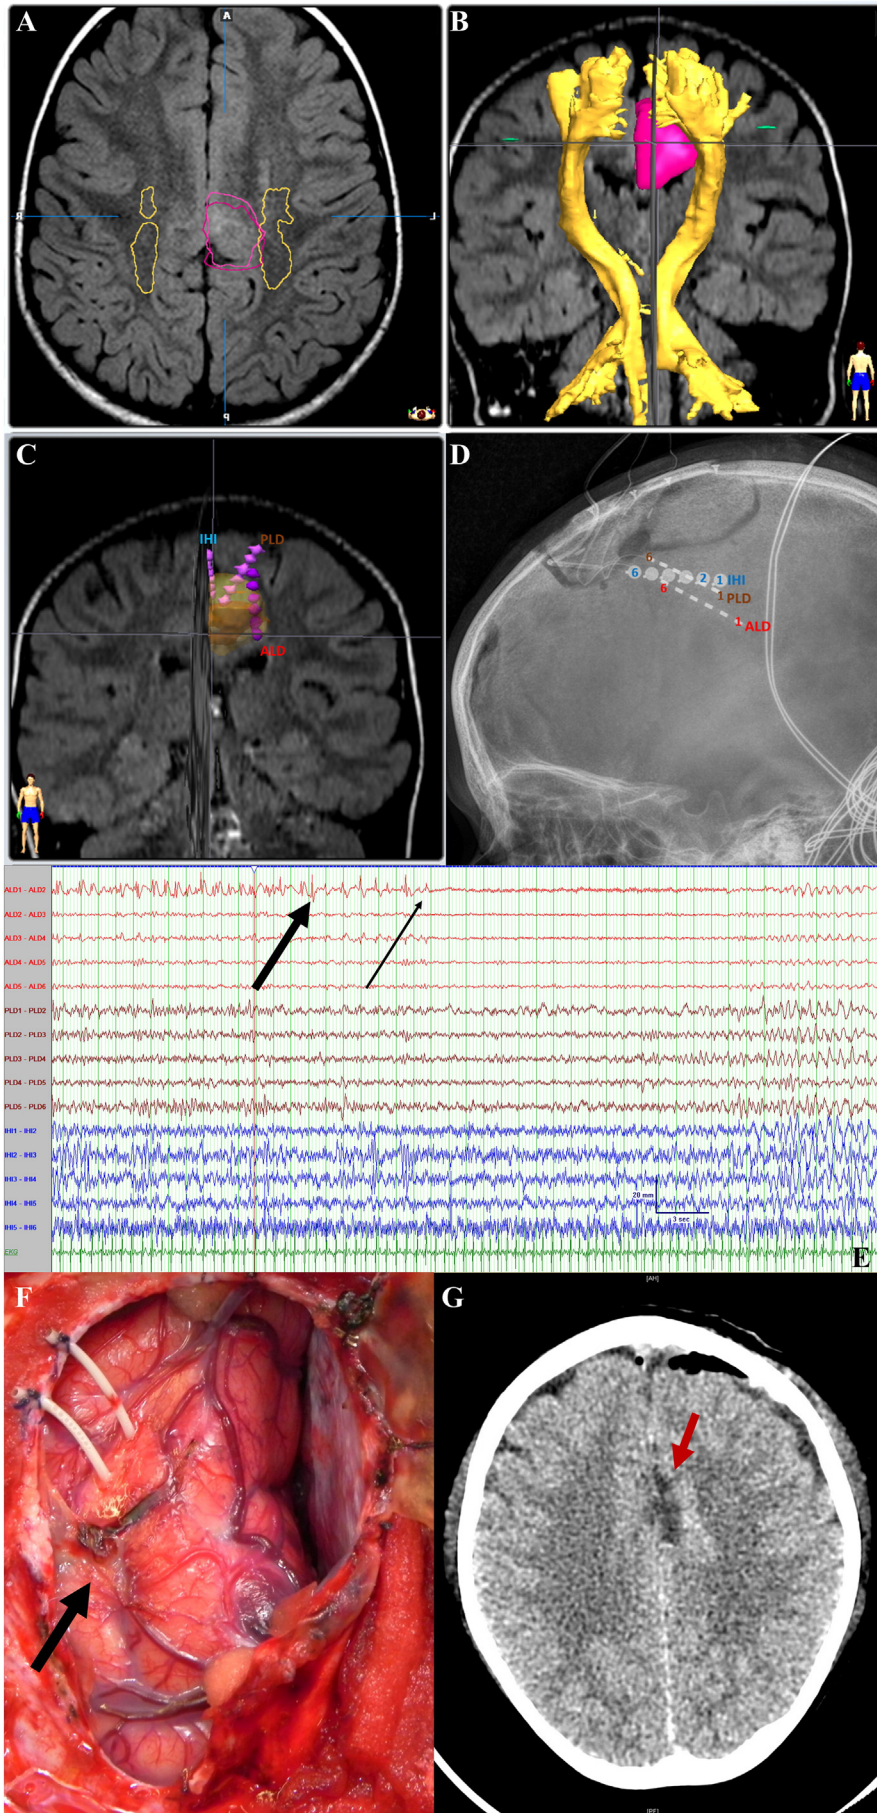 A
A
R
L
P
B
C
IHI
PLD
ALD
D
6
6
2
1
IHI
6
1
PLD
1
ALD
ALD1 - ALD2
ALD2 - ALD3
ALD3 - ALD4
ALD4 - ALD5
ALD5 - ALD6
PLD1 - PLD2
PLD2 - PLD3
PLD3 - PLD4
PLD4 - PLD5
PLD5 - PLD6
IHI1 - IHI2
IHI2 - IHI3
IHI3 - IHI4
IHI4 - IHI5
IHI5 - IHI6
EKG
20 mm
3 sec
E
F
G
[AH]
[PF]